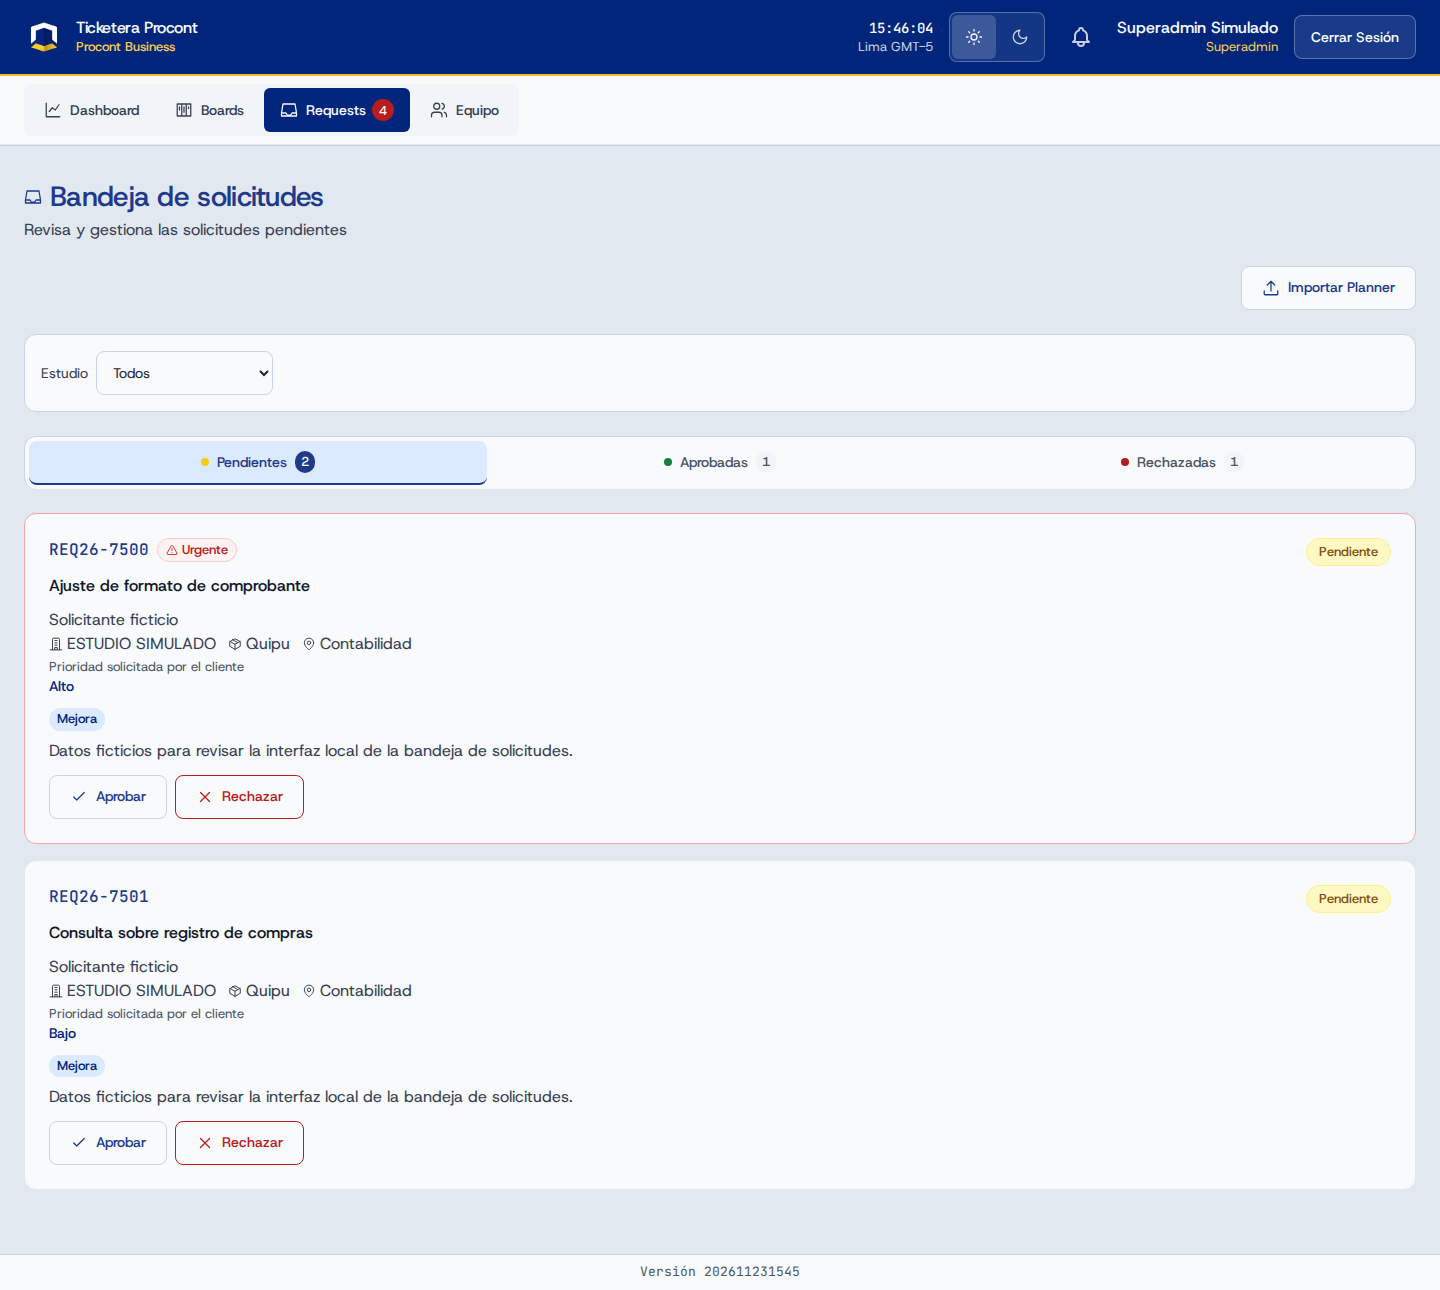 Ticketera Procont
Procont Business
15:46:04
Lima GMT-5
Superadmin Simulado
Superadmin
Cerrar Sesión
Dashboard
Boards
Requests 4
Equipo
Bandeja de solicitudes
Revisa y gestiona las solicitudes pendientes
Importar Planner
Estudio Todos
Pendientes 2
Aprobadas 1
Rechazadas 1
REQ26-7500 Urgente
Pendiente
Ajuste de formato de comprobante
Solicitante ficticio
ESTUDIO SIMULADO Quipu Contabilidad
Prioridad solicitada por el cliente
Alto
Mejora
Datos ficticios para revisar la interfaz local de la bandeja de solicitudes.
Aprobar Rechazar
REQ26-7501
Pendiente
Consulta sobre registro de compras
Solicitante ficticio
ESTUDIO SIMULADO Quipu Contabilidad
Prioridad solicitada por el cliente
Bajo
Mejora
Datos ficticios para revisar la interfaz local de la bandeja de solicitudes.
Aprobar Rechazar
Versión 202611231545